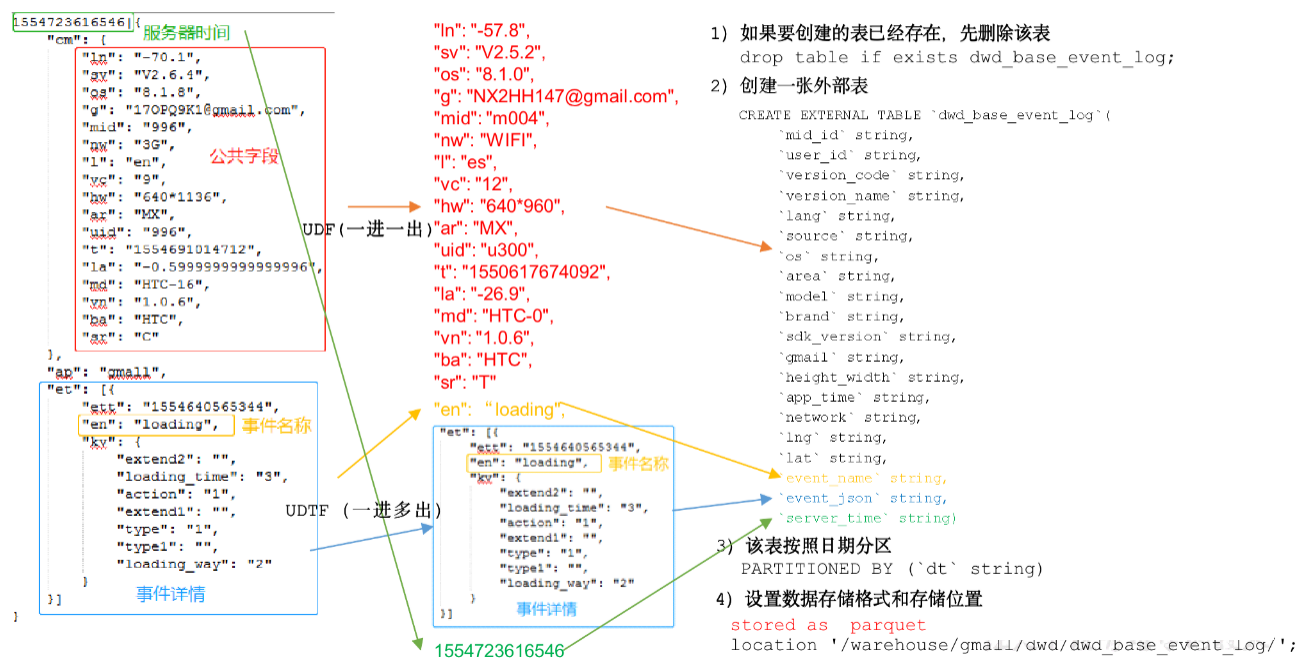 1554723616546|{
服务器时间
"cm": {
"ln": "-70.1",
"sv": "V2.6.4",
"os": "8.1.8",
"g": "17OPQ9K1@gmail.com",
"mid": "996",
"nw": "3G",
"l": "en",
公共字段
"vc": "9",
"hw": "640*1136",
"ar": "MX",
"uid": "996",
"t": "1554691014712",
"la": "-0.5999999999999996",
"md": "HTC-16",
"vn": "1.0.6",
"ba": "HTC",
"sr": "C"
},
"ap": "gmall",
"et": [{
"ett": "1554640565344",
"en": "loading",
事件名称
"kv": {
"extend2": "",
"loading_time": "3",
"action": "1",
"extend1": "",
"type": "1",
"type1": "",
"loading_way": "2"
}
}]
事件详情
}
UDF(一进一出)
UDTF (一进多出)
"ln": "-57.8",
"sv": "V2.5.2",
"os": "8.1.0",
"g": "NX2HH147@gmail.com",
"mid": "m004",
"nw": "WIFI",
"l": "es",
"vc": "12",
"hw": "640*960",
"ar": "MX",
"uid": "u300",
"t": "1550617674092",
"la": "-26.9",
"md": "HTC-0",
"vn": "1.0.6",
"ba": "HTC",
"sr": "T"
"en": “loading",
"et": [{
"ett": "1554640565344",
"en": "loading",
事件名称
"kv": {
"extend2": "",
"loading_time": "3",
"action": "1",
"extend1": "",
"type": "1",
"type1": "",
"loading_way": "2"
}
}]
事件详情
1554723616546
1) 如果要创建的表已经存在,先删除该表
drop table if exists dwd_base_event_log;
2) 创建一张外部表
CREATE EXTERNAL TABLE `dwd_base_event_log`(
`mid_id` string,
`user_id` string,
`version_code` string,
`version_name` string,
`lang` string,
`source` string,
`os` string,
`area` string,
`model` string,
`brand` string,
`sdk_version` string,
`gmail` string,
`height_width` string,
`app_time` string,
`network` string,
`lng` string,
`lat` string,
`event_name` string,
`event_json` string,
`server_time` string)
3) 该表按照日期分区
PARTITIONED BY (`dt` string)
4) 设置数据存储格式和存储位置
stored as parquet
location '/warehouse/gmall/dwd/dwd_base_event_log/';